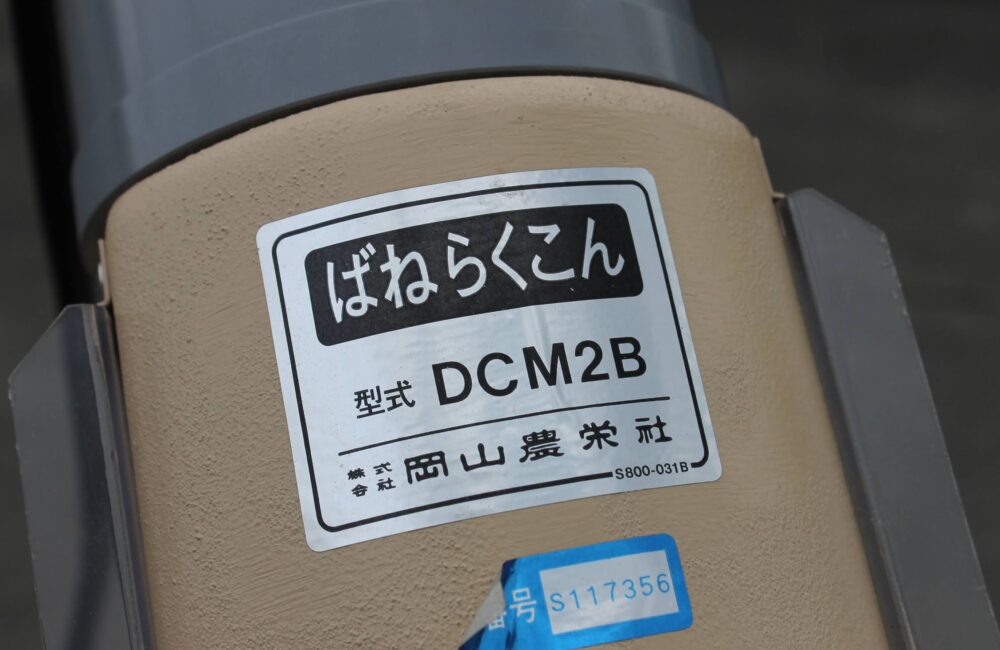 ばねらくこん
型式 DCM2B
株式会社 岡山農栄社
S800-031B
番号 S117356